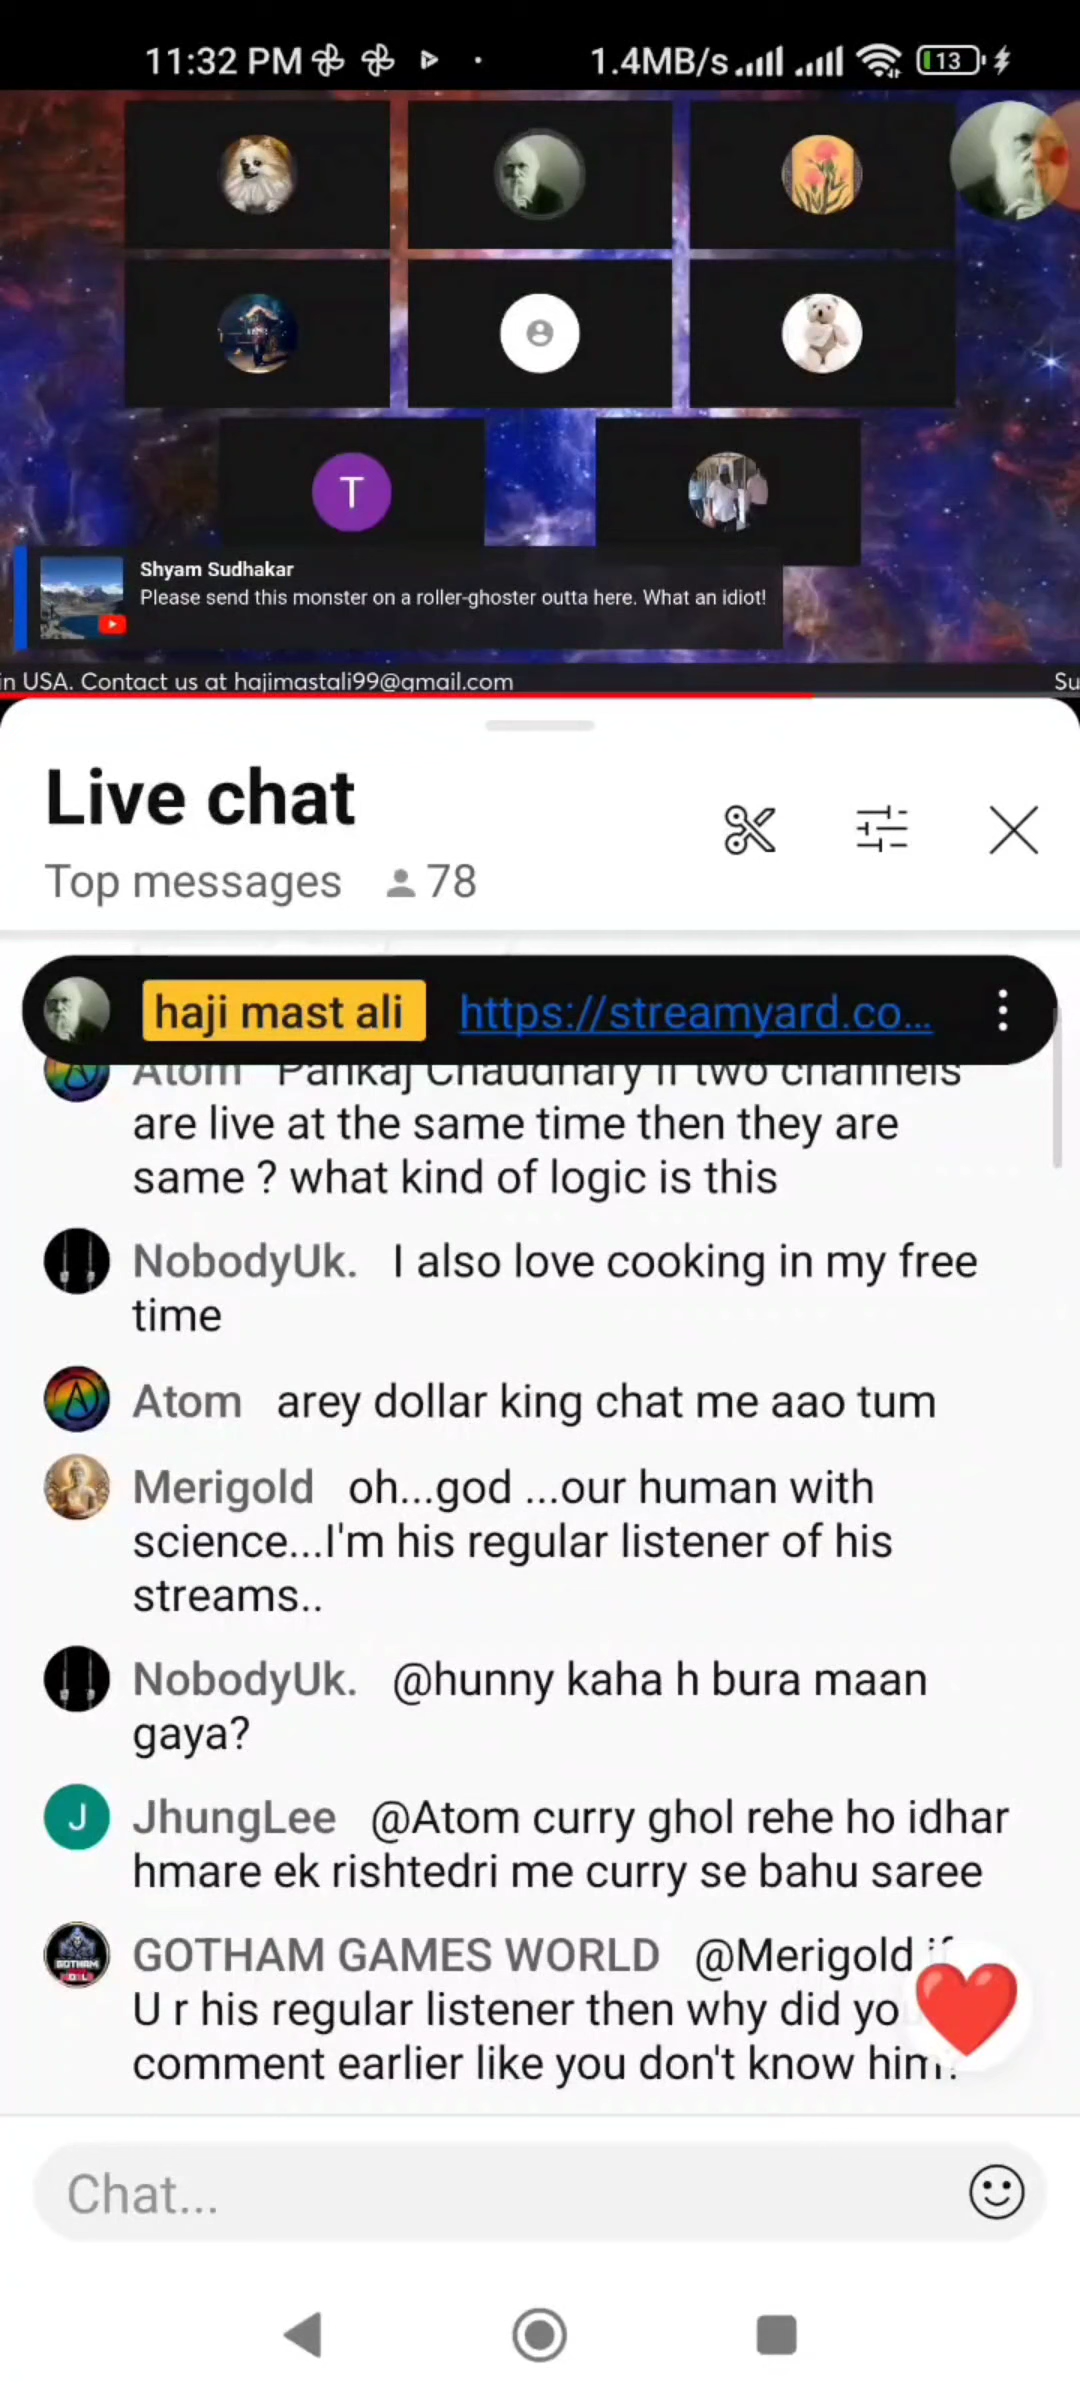 11:32 PM
1.4MB/s
13
T
Shyam Sudhakar
Please send this monster on a roller-ghoster outta here. What an idiot!
in USA. Contact us at hajimastali99@gmail.com
Su
Live chat
Top messages 78
haji mast ali https://streamyard.co...
Atom Pankaj Chaudhary if two channels
are live at the same time then they are
same ? what kind of logic is this
NobodyUk. I also love cooking in my free
time
Atom arey dollar king chat me aao tum
Merigold oh...god ...our human with
science...I'm his regular listener of his
streams..
NobodyUk. @hunny kaha h bura maan
gaya?
J
JhungLee @Atom curry ghol rehe ho idhar
hmare ek rishtedri me curry se bahu saree
GOTHAM
GOTHAM GAMES WORLD @Merigold if
U r his regular listener then why did yo
comment earlier like you don't know him?
Chat...